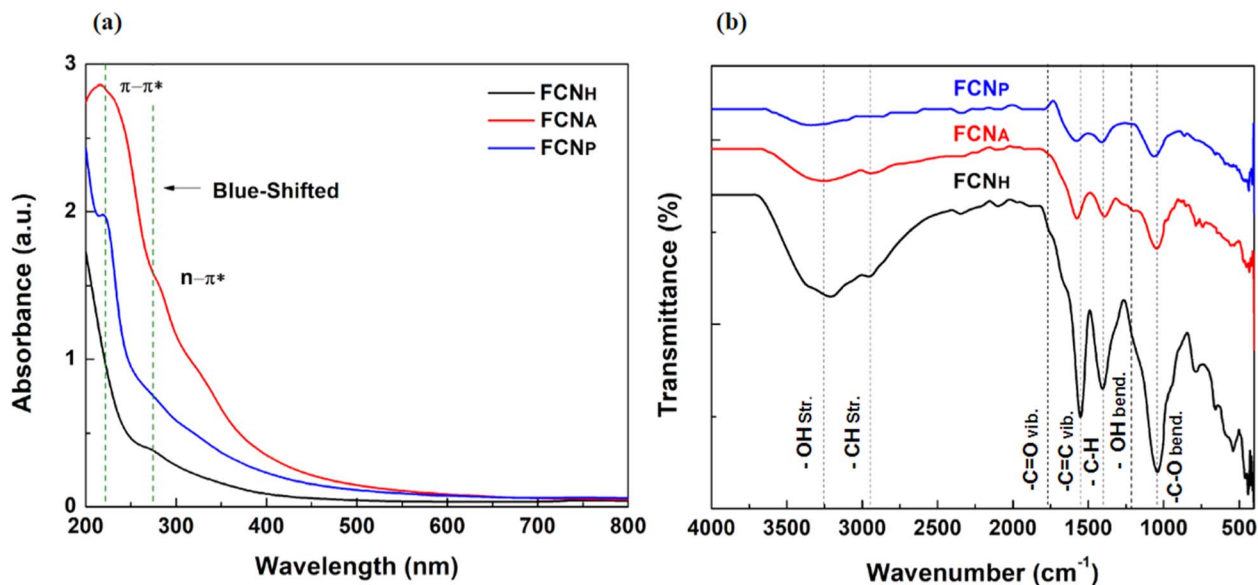 (a)
3
2
1
0
Absorbance (a.u.)
π−π*
Blue-Shifted
n−π*
FCNH
FCNA
FCNP
200 300 400 500 600 700 800
Wavelength (nm)
(b)
Transmittance (%)
FCNP
FCNA
FCNH
- OH Str.
- CH Str.
-C=O vib.
-C=C vib.
- C-H
- OH bend.
-C-O bend.
4000 3500 3000 2500 2000 1500 1000 500
Wavenumber (cm⁻¹)